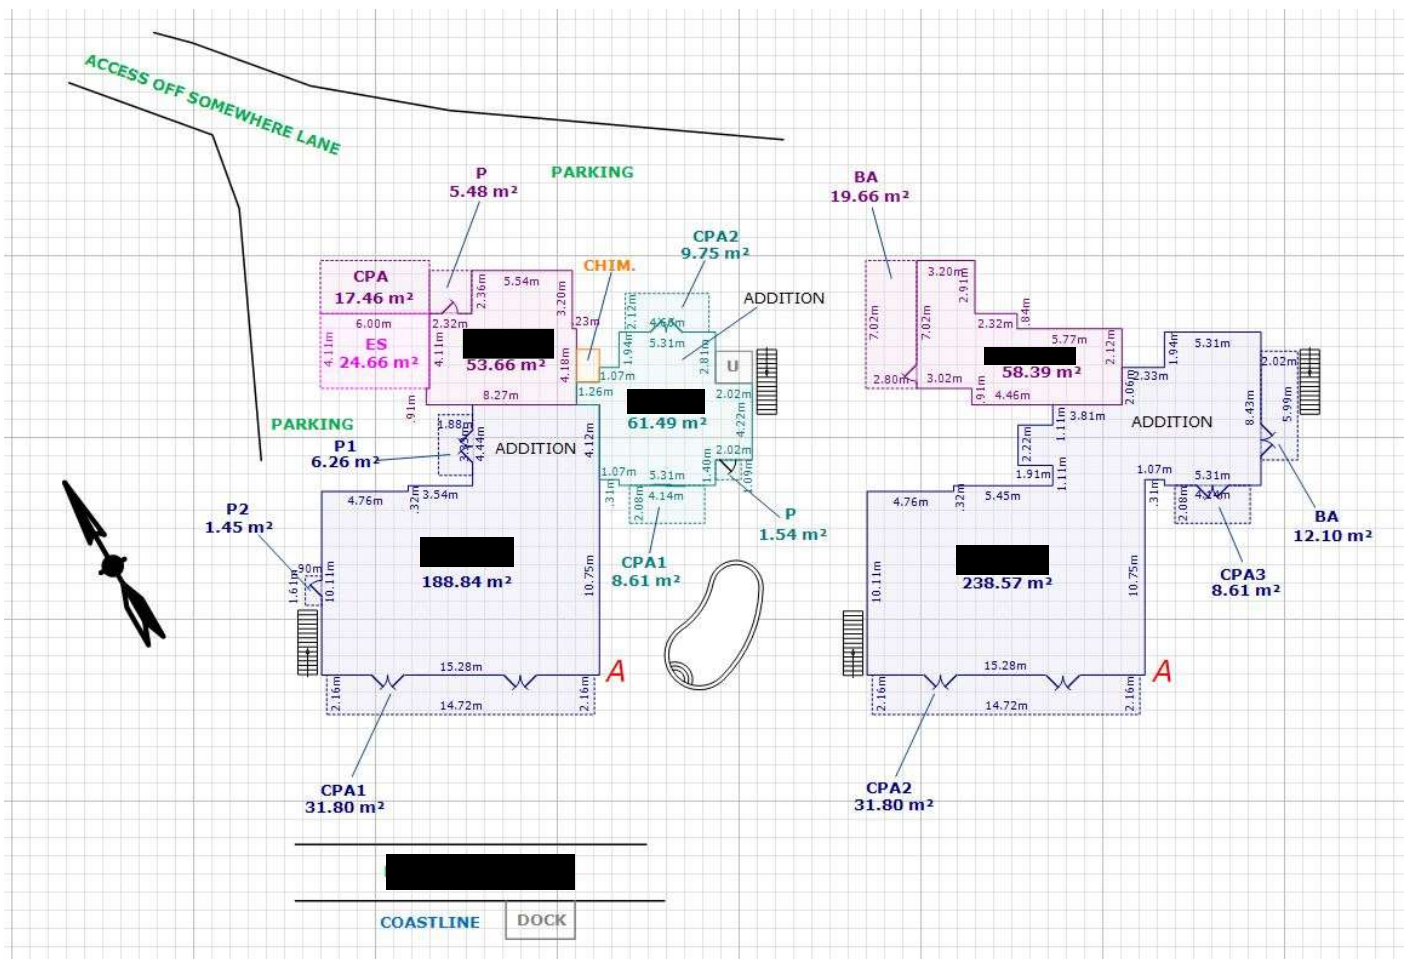 ACCESS OFF SOMEWHERE LANE
P
5.48 m²
PARKING
BA
19.66 m²
CPA2
9.75 m²
CHIM.
ADDITION
CPA
17.46 m²
6.00m
ES
24.66 m²
4.11m
2.32m
4.11m
2.36m
5.54m
3.20m
23m
53.66 m²
4.18m
8.27m
.91m
1.07m
1.26m
2.12m
4.60m
5.31m
1.94m
2.81m
U
2.02m
61.49 m²
4.22m
2.02m
1.40m
1.09m
1.07m
5.31m
.31m
2.08m
4.14m
P
1.54 m²
CPA1
8.61 m²
PARKING
P1
6.26 m²
1.88m
4.44m
ADDITION
4.12m
4.76m
3.54m
.32m
P2
1.45 m²
.90m
1.61m
10.11m
188.84 m²
10.75m
15.28m
A
2.16m
14.72m
2.16m
CPA1
31.80 m²
3.20m
2.91m
7.02m
7.02m
2.32m
.84m
5.77m
2.12m
58.39 m²
2.80m
3.02m
.91m
4.46m
2.06m
2.33m
1.94m
5.31m
2.02m
3.81m
ADDITION
8.43m
5.99m
1.11m
2.22m
1.91m
1.11m
1.07m
5.31m
.31m
2.08m
4.14m
BA
12.10 m²
CPA3
8.61 m²
4.76m
.32m
5.45m
10.11m
238.57 m²
10.75m
15.28m
A
2.16m
14.72m
2.16m
CPA2
31.80 m²
COASTLINE
DOCK